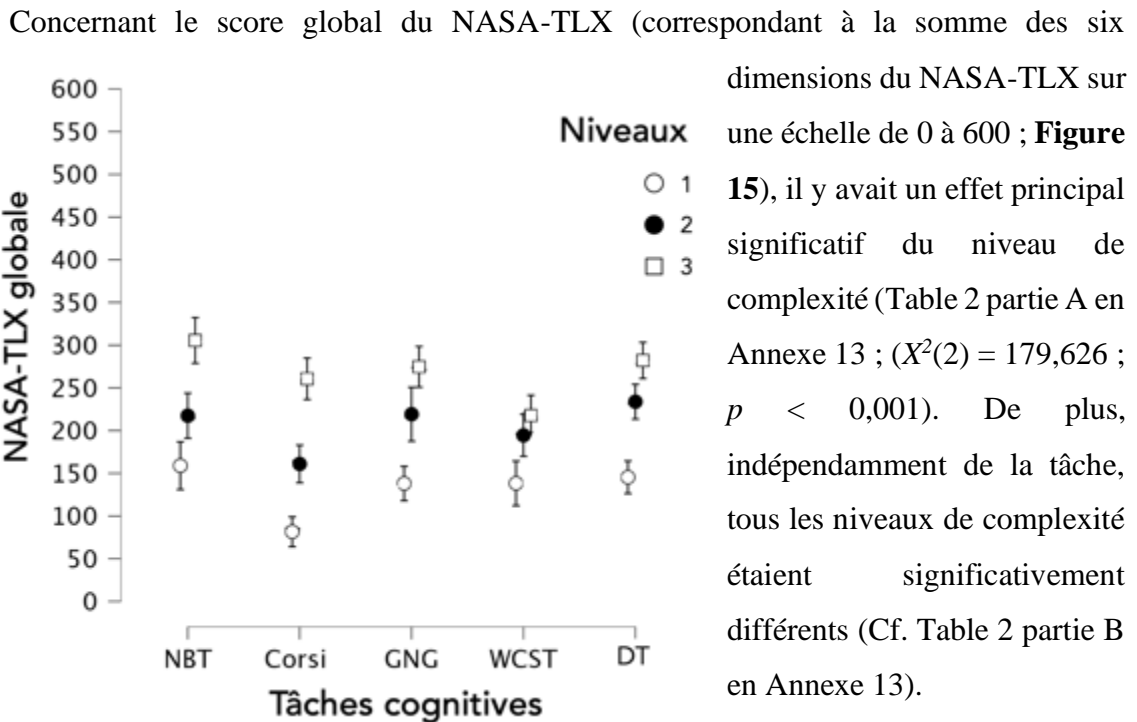 Concernant le score global du NASA-TLX (correspondant à la somme des six
dimensions du NASA-TLX sur
une échelle de 0 à 600 ; Figure
15), il y avait un effet principal
significatif du niveau de
complexité (Table 2 partie A en
Annexe 13 ; (X²(2) = 179,626 ;
p < 0,001). De plus,
indépendamment de la tâche,
tous les niveaux de complexité
étaient significativement
différents (Cf. Table 2 partie B
en Annexe 13).
NASA-TLX globale
600
550
500
450
400
350
300
250
200
150
100
50
0
Niveaux
1
2
3
NBT Corsi GNG WCST DT
Tâches cognitives